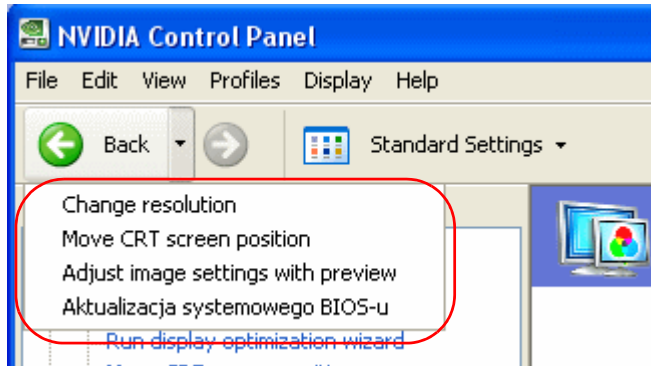 NVIDIA Control Panel
File Edit View Profiles Display Help
Back Standard Settings
Change resolution
Move CRT screen position
Adjust image settings with preview
Aktualizacja systemowego BIOS-u
Run display optimization wizard